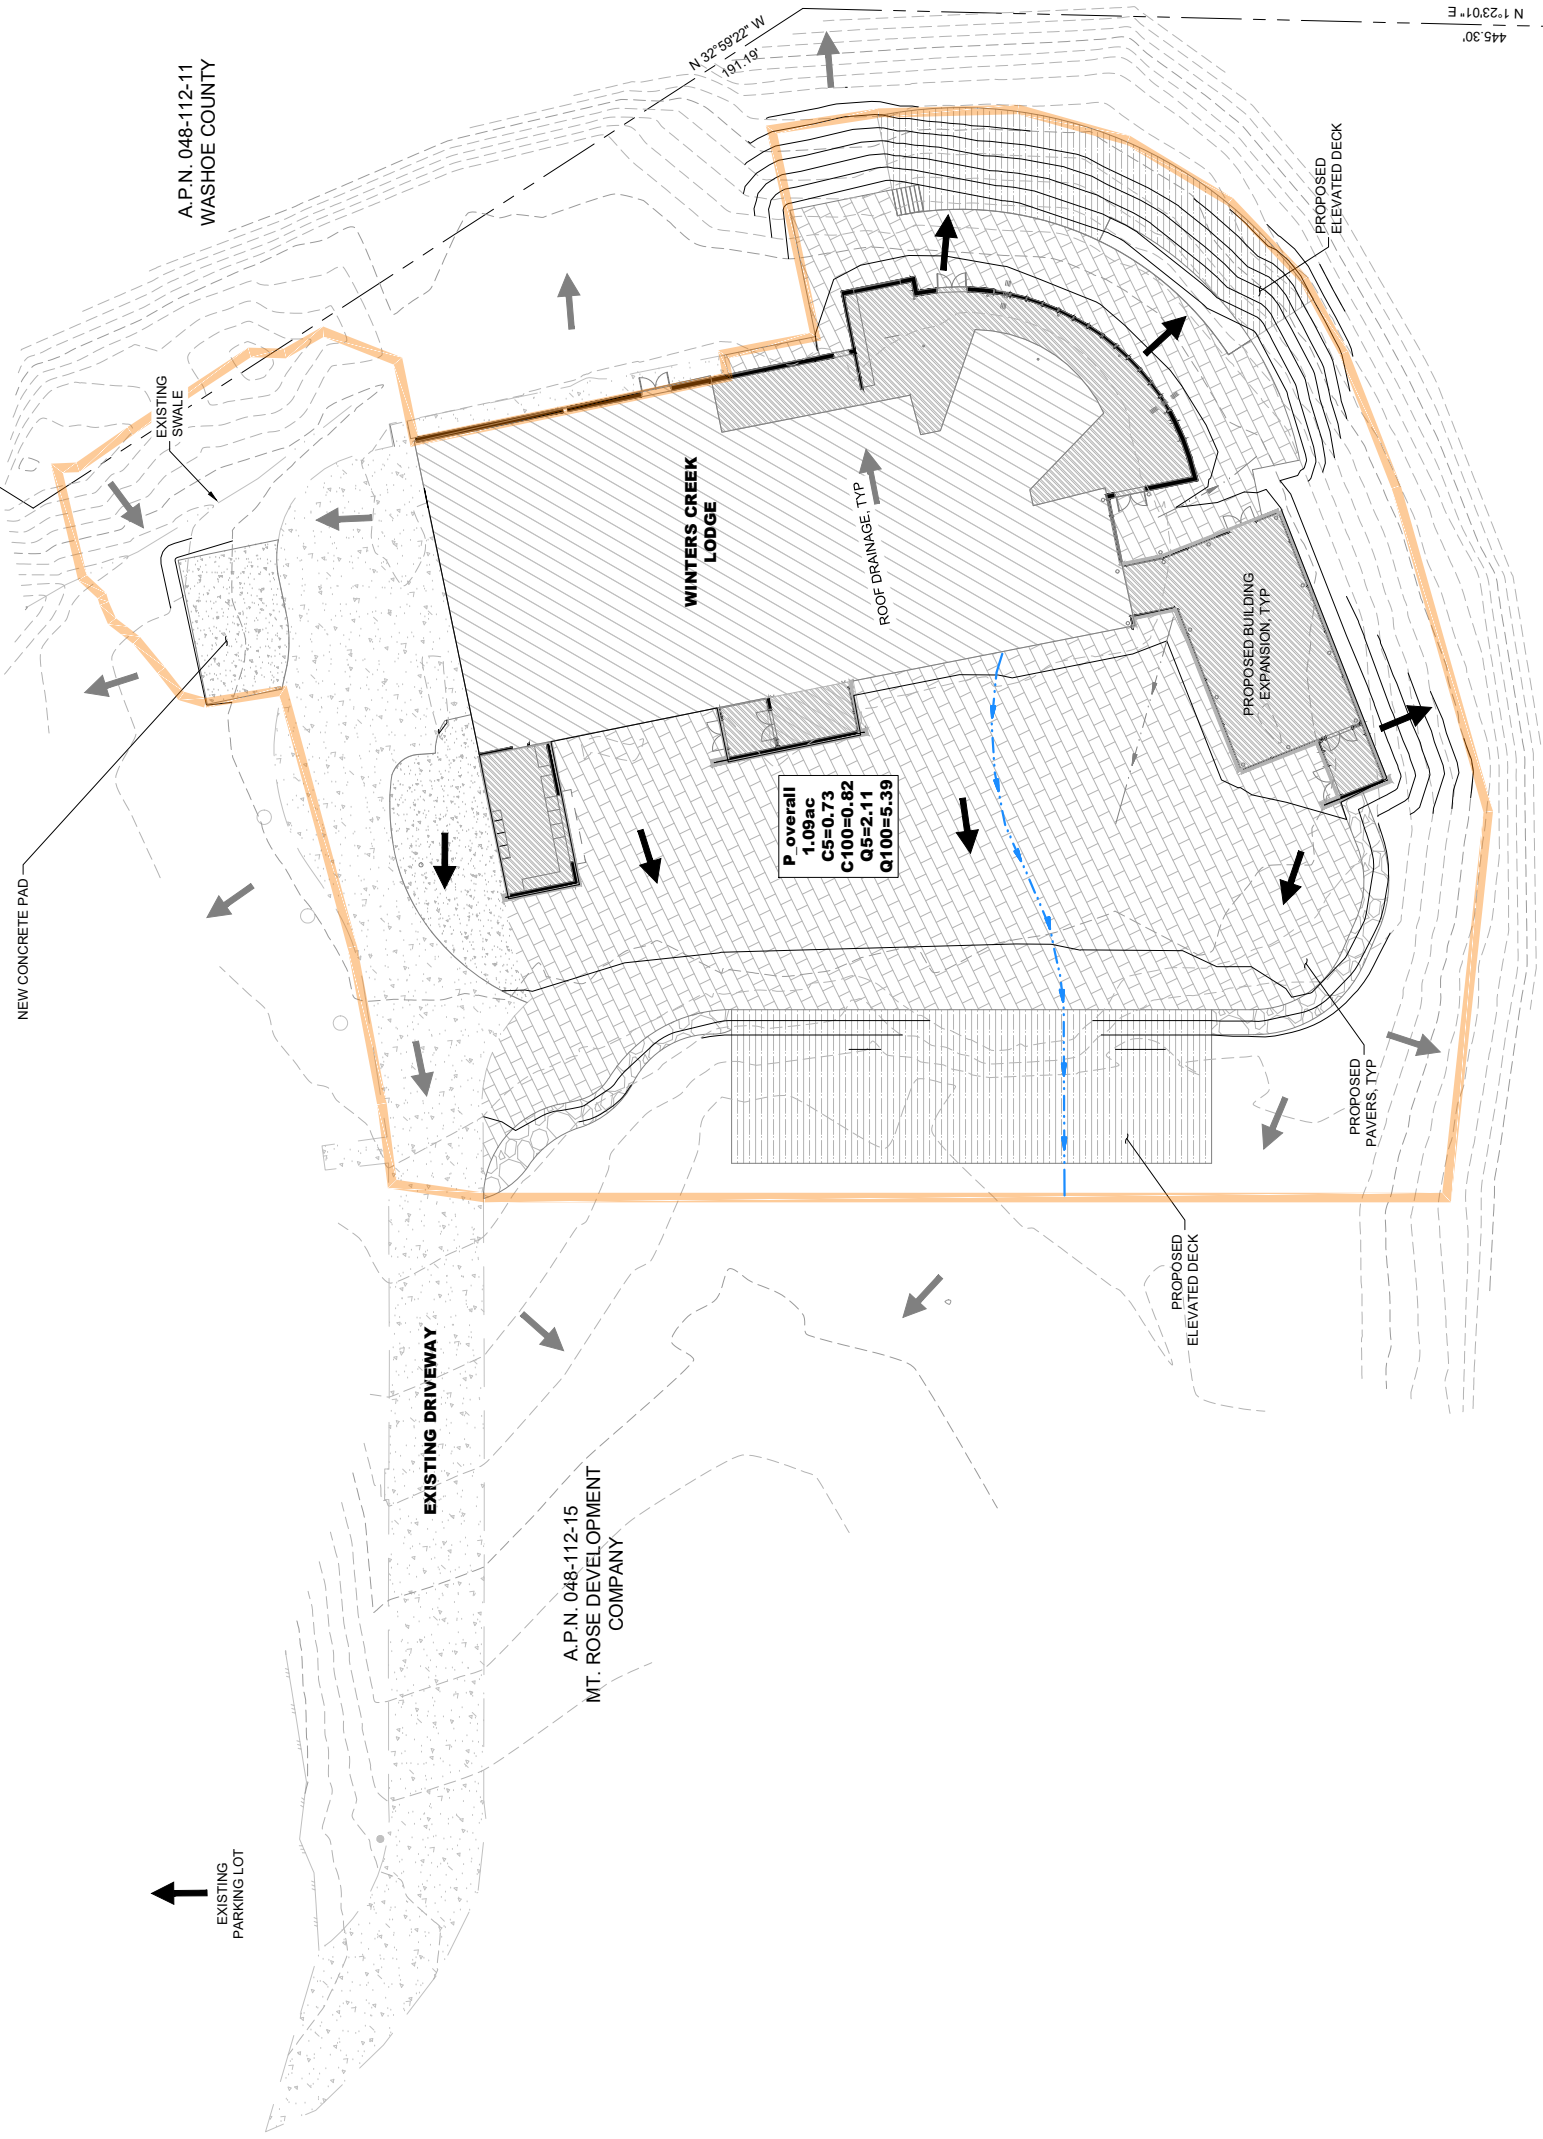 N 32°59'22" W
191.19'
N 1°23'01" E
445.30'
A.P.N. 048-112-11
WASHOE COUNTY
PROPOSED
ELEVATED DECK
EXISTING
SWALE
WINTERS CREEK
LODGE
ROOF DRAINAGE, TYP
PROPOSED BUILDING
EXPANSION, TYP
NEW CONCRETE PAD
P_overall
1.09ac
C5=0.73
C100=0.82
Q5=2.11
Q100=5.39
PROPOSED
PAVERS, TYP
PROPOSED
ELEVATED DECK
EXISTING DRIVEWAY
A.P.N. 048-112-15
MT. ROSE DEVELOPMENT
COMPANY
EXISTING
PARKING LOT